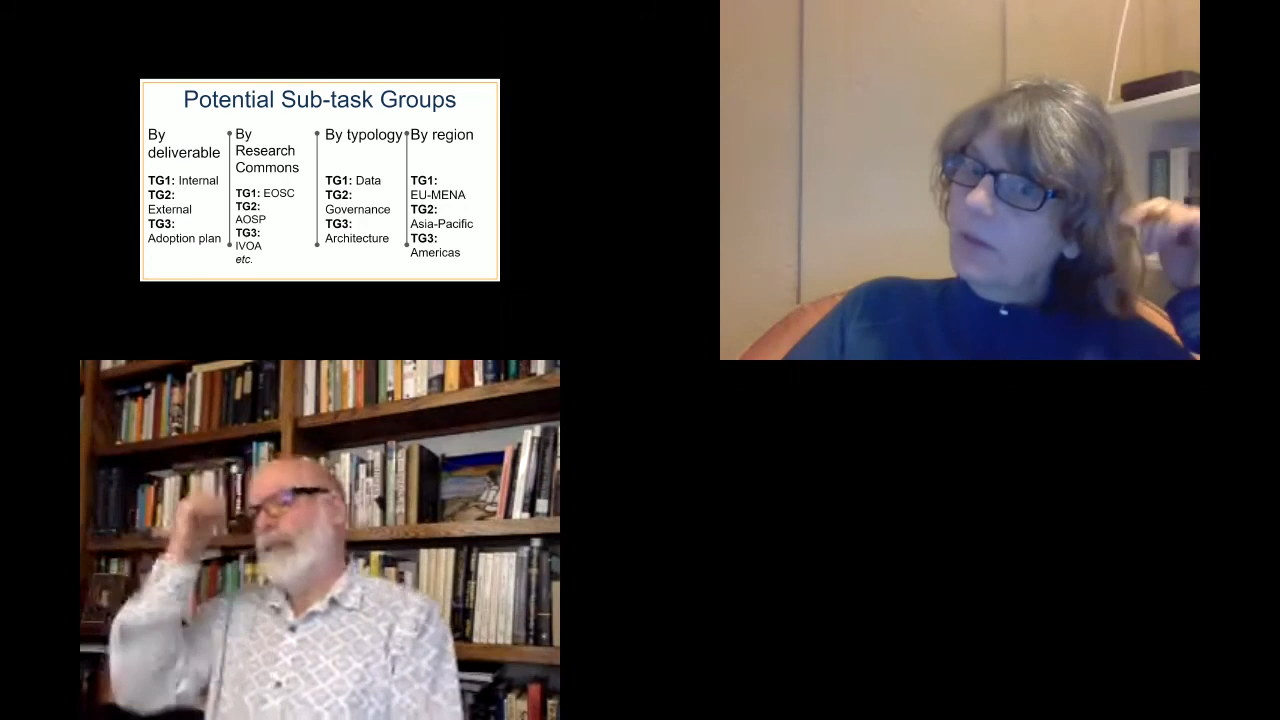 Potential Sub-task Groups
By
deliverable
TG1: Internal
TG2:
External
TG3:
Adoption plan
By
Research
Commons
TG1: EOSC
TG2:
AOSP
TG3:
IVOA
etc.
By typology
TG1: Data
TG2:
Governance
TG3:
Architecture
By region
TG1:
EU-MENA
TG2:
Asia-Pacific
TG3:
Americas